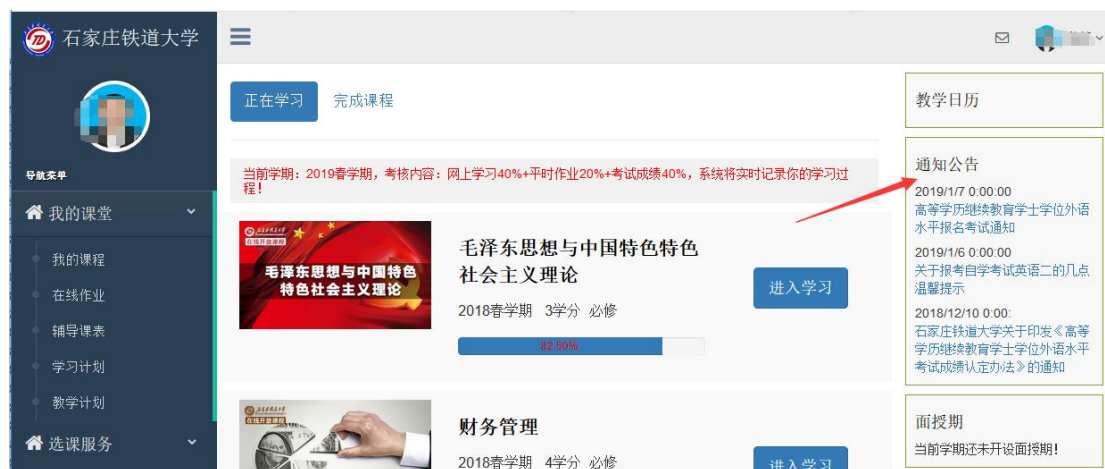 石家庄铁道大学
导航菜单
我的课堂
我的课程
在线作业
辅导课表
学习计划
教学计划
选课服务
正在学习
完成课程
当前学期：2019春学期，考核内容：网上学习40%+平时作业20%+考试成绩40%，系统将实时记录你的学习过
程！
在线开放课程
毛泽东思想与中国特色
特色社会主义理论
毛泽东思想与中国特色特色
社会主义理论
2018春学期 3学分 必修
82.50%
进入学习
在线开放课程
财务管理
2018春学期 4学分 必修
进入学习
教学日历
通知公告
2019/1/7 0:00:00
高等学历继续教育学士学位外语
水平报名考试通知
2019/1/6 0:00:00
关于报考自学考试英语二的几点
温馨提示
2018/12/10 0:00:
石家庄铁道大学关于印发《高等
学历继续教育学士学位外语水平
考试成绩认定办法》的通知
面授期
当前学期还未开设面授期！